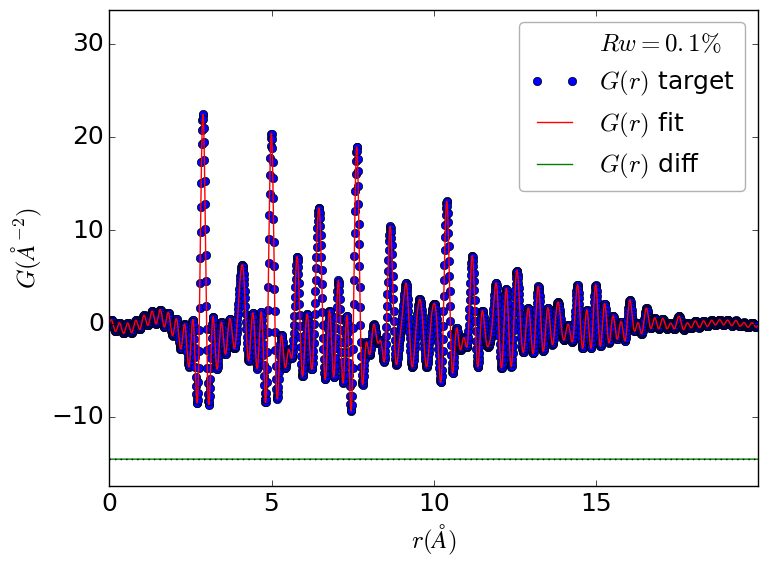 Rw = 0.1%
G(r) target
G(r) fit
G(r) diff
30
20
10
0
−10
G(Å⁻²)
0 5 10 15
r(Å)